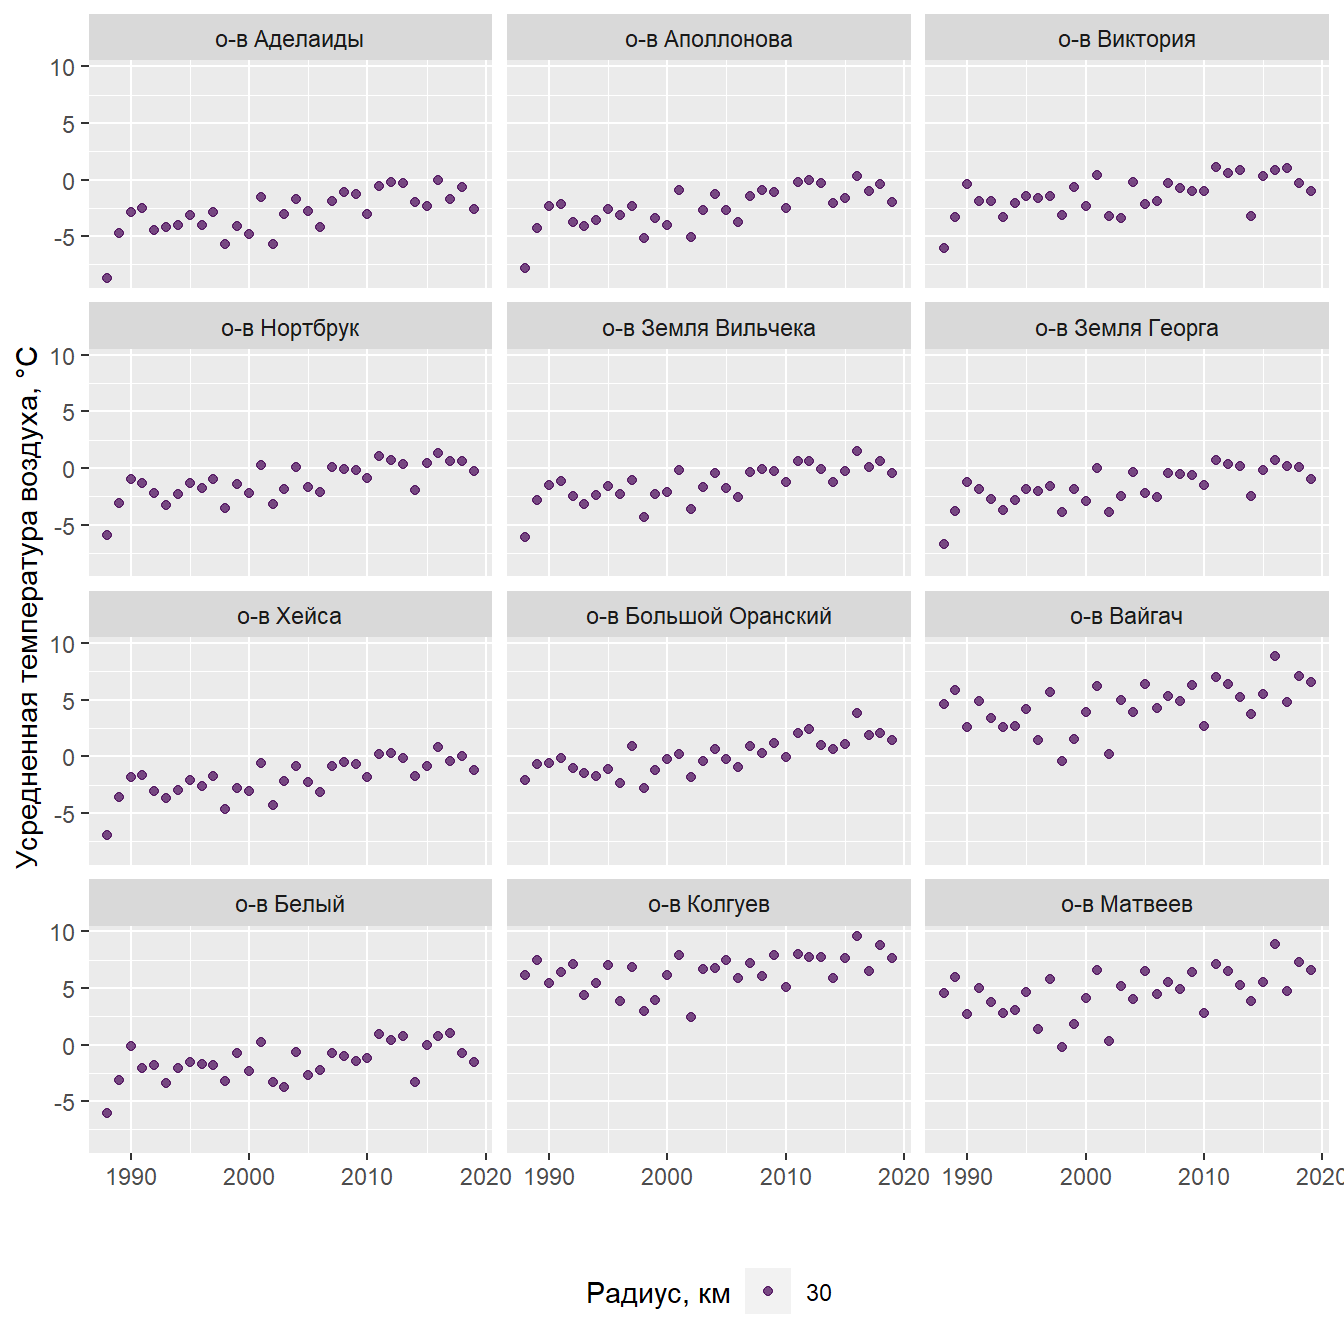 о-в Аделаиды
о-в Аполлонова
о-в Виктория
10
5
0
-5
о-в Нортбрук
о-в Земля Вильчека
о-в Земля Георга
10
5
0
-5
о-в Хейса
о-в Большой Оранский
о-в Вайгач
10
5
0
-5
о-в Белый
о-в Колгуев
о-в Матвеев
10
5
0
-5
1990 2000 2010 2020
1990 2000 2010 2020
1990 2000 2010 2020
Усредненная температура воздуха, °C
Радиус, км 30